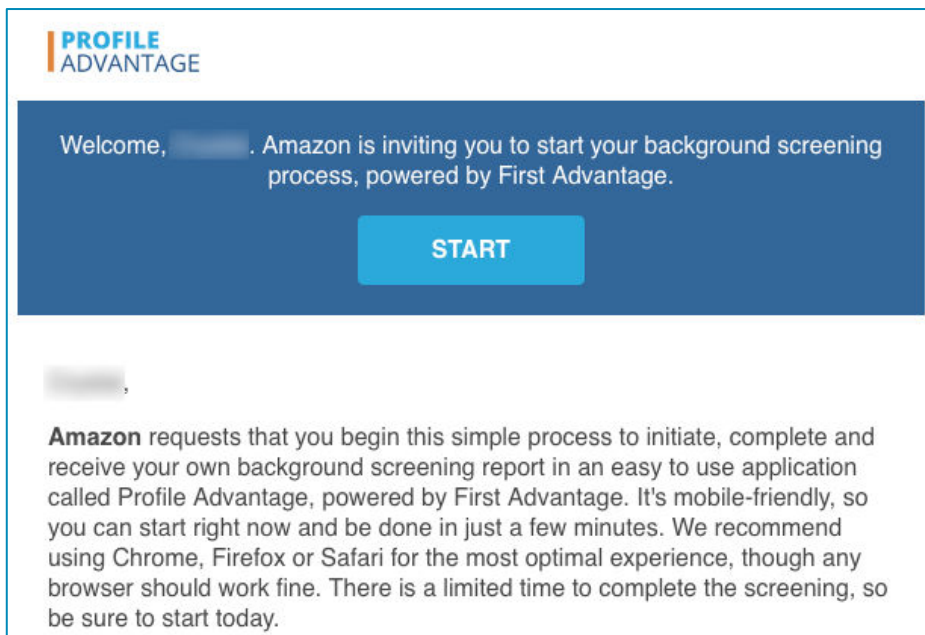 PROFILE
ADVANTAGE
Welcome, . Amazon is inviting you to start your background screening
process, powered by First Advantage.
START
,
Amazon requests that you begin this simple process to initiate, complete and
receive your own background screening report in an easy to use application
called Profile Advantage, powered by First Advantage. It's mobile-friendly, so
you can start right now and be done in just a few minutes. We recommend
using Chrome, Firefox or Safari for the most optimal experience, though any
browser should work fine. There is a limited time to complete the screening, so
be sure to start today.